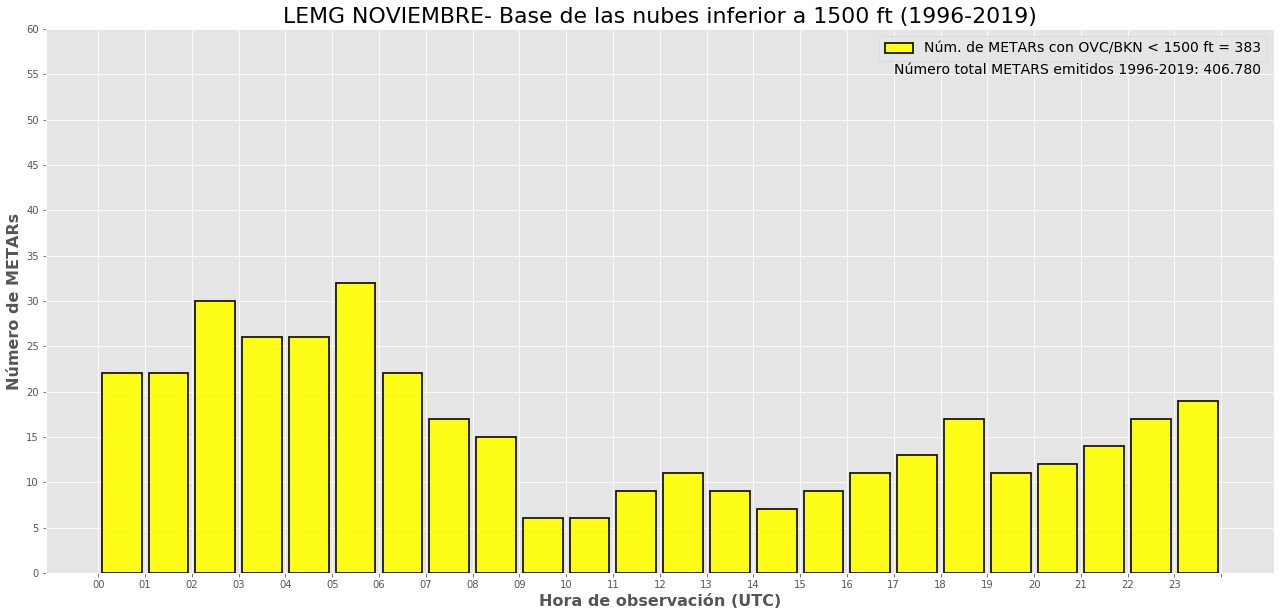 LEMG NOVIEMBRE- Base de las nubes inferior a 1500 ft (1996-2019)
Núm. de METARs con OVC/BKN < 1500 ft = 383
Número total METARS emitidos 1996-2019: 406.780
Número de METARs
60
55
50
45
40
35
30
25
20
15
10
5
0
00 01 02 03 04 05 06 07 08 09 10 11 12 13 14 15 16 17 18 19 20 21 22 23
Hora de observación (UTC)